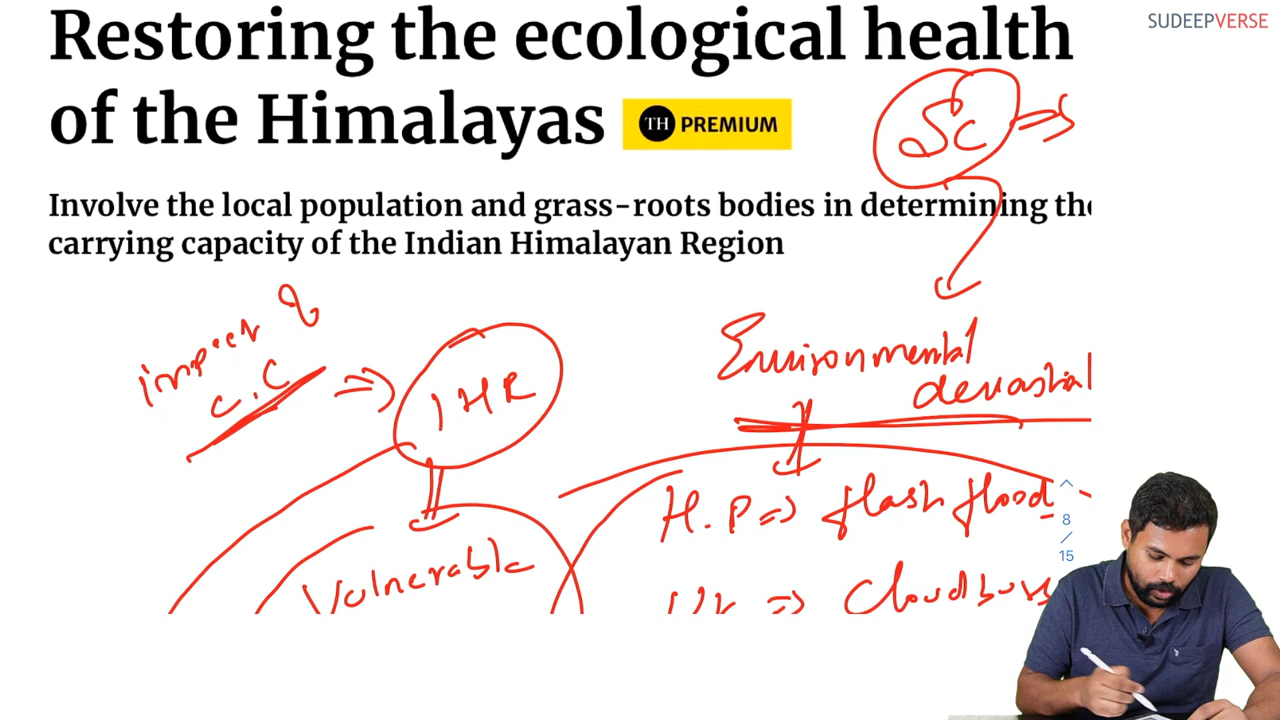 SUDEEPVERSE
Restoring the ecological health
of the Himalayas TH PREMIUM
Involve the local population and grass-roots bodies in determining the
carrying capacity of the Indian Himalayan Region
SC
impact of
C.C
IHR
Environmental
Vulnerable
H.P flash flood
8
/
15